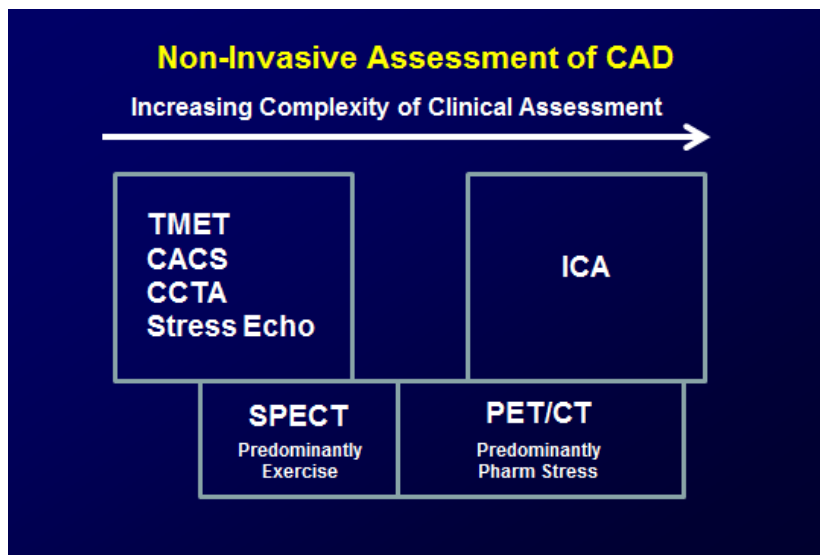 Non-Invasive Assessment of CAD
Increasing Complexity of Clinical Assessment
TMET
CACS
CCTA
Stress Echo
ICA
SPECT
Predominantly
Exercise
PET/CT
Predominantly
Pharm Stress